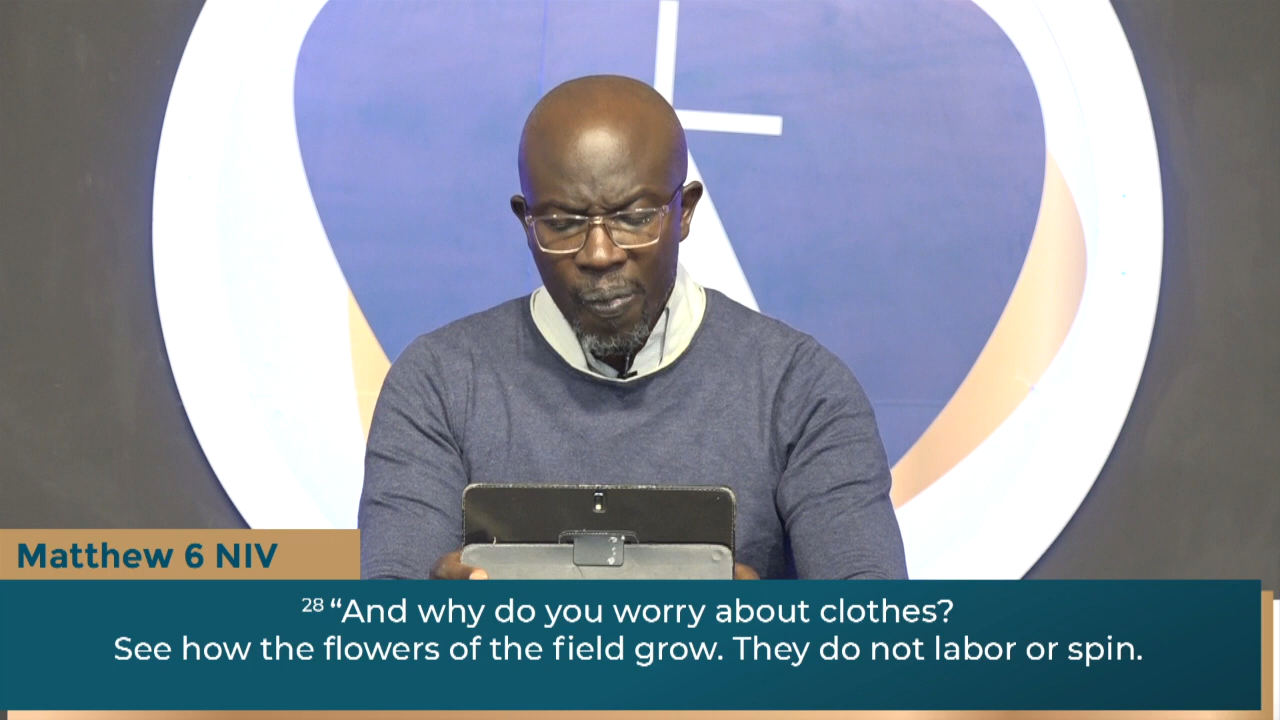 Matthew 6 NIV
28 “And why do you worry about clothes?
See how the flowers of the field grow. They do not labor or spin.